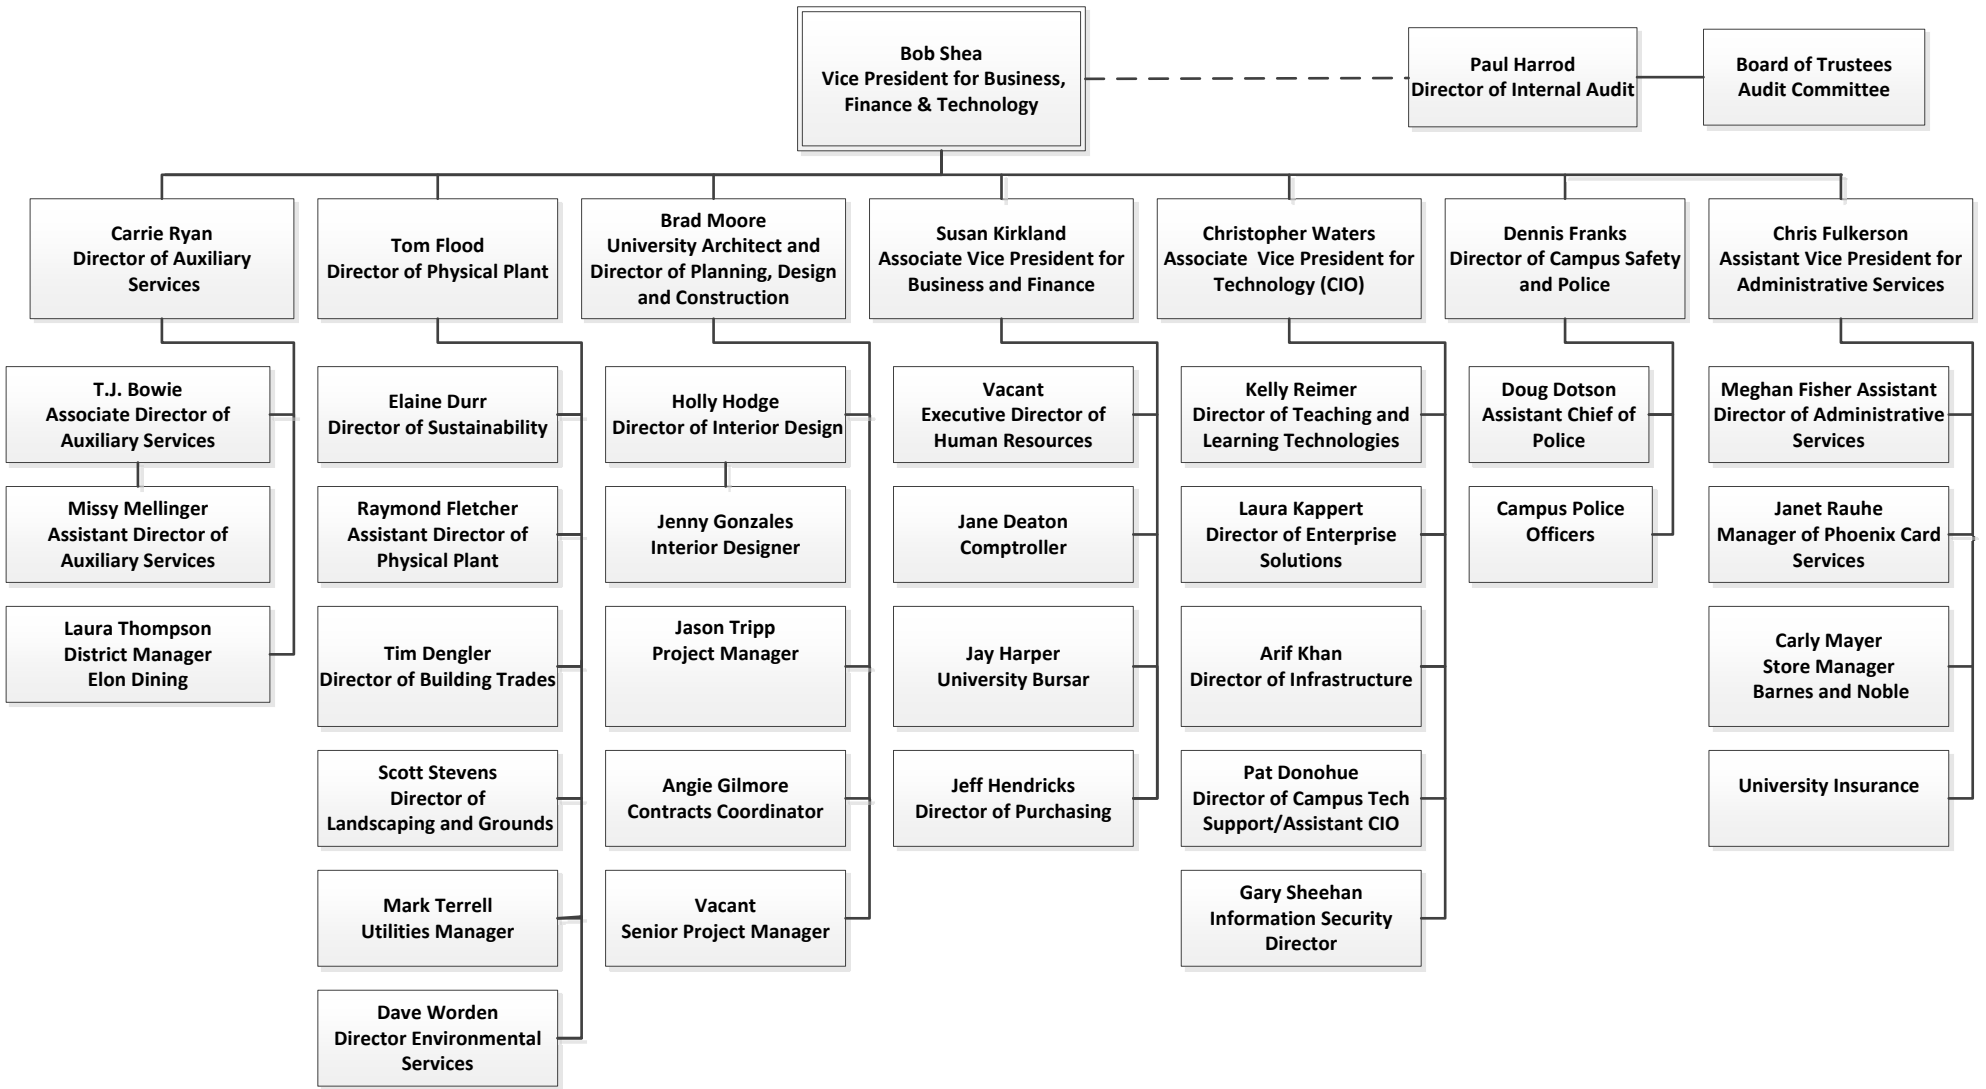 Bob Shea
Vice President for Business,
Finance & Technology
Paul Harrod
Director of Internal Audit
Board of Trustees
Audit Committee
Carrie Ryan
Director of Auxiliary
Services
Tom Flood
Director of Physical Plant
Brad Moore
University Architect and
Director of Planning, Design
and Construction
Susan Kirkland
Associate Vice President for
Business and Finance
Christopher Waters
Associate Vice President for
Technology (CIO)
Dennis Franks
Director of Campus Safety
and Police
Chris Fulkerson
Assistant Vice President for
Administrative Services
T.J. Bowie
Associate Director of
Auxiliary Services
Missy Mellinger
Assistant Director of
Auxiliary Services
Laura Thompson
District Manager
Elon Dining
Elaine Durr
Director of Sustainability
Raymond Fletcher
Assistant Director of
Physical Plant
Tim Dengler
Director of Building Trades
Scott Stevens
Director of
Landscaping and Grounds
Mark Terrell
Utilities Manager
Dave Worden
Director Environmental
Services
Holly Hodge
Director of Interior Design
Jenny Gonzales
Interior Designer
Jason Tripp
Project Manager
Angie Gilmore
Contracts Coordinator
Vacant
Senior Project Manager
Vacant
Executive Director of
Human Resources
Jane Deaton
Comptroller
Jay Harper
University Bursar
Jeff Hendricks
Director of Purchasing
Kelly Reimer
Director of Teaching and
Learning Technologies
Laura Kappert
Director of Enterprise
Solutions
Arif Khan
Director of Infrastructure
Pat Donohue
Director of Campus Tech
Support/Assistant CIO
Gary Sheehan
Information Security
Director
Doug Dotson
Assistant Chief of
Police
Campus Police
Officers
Meghan Fisher Assistant
Director of Administrative
Services
Janet Rauhe
Manager of Phoenix Card
Services
Carly Mayer
Store Manager
Barnes and Noble
University Insurance